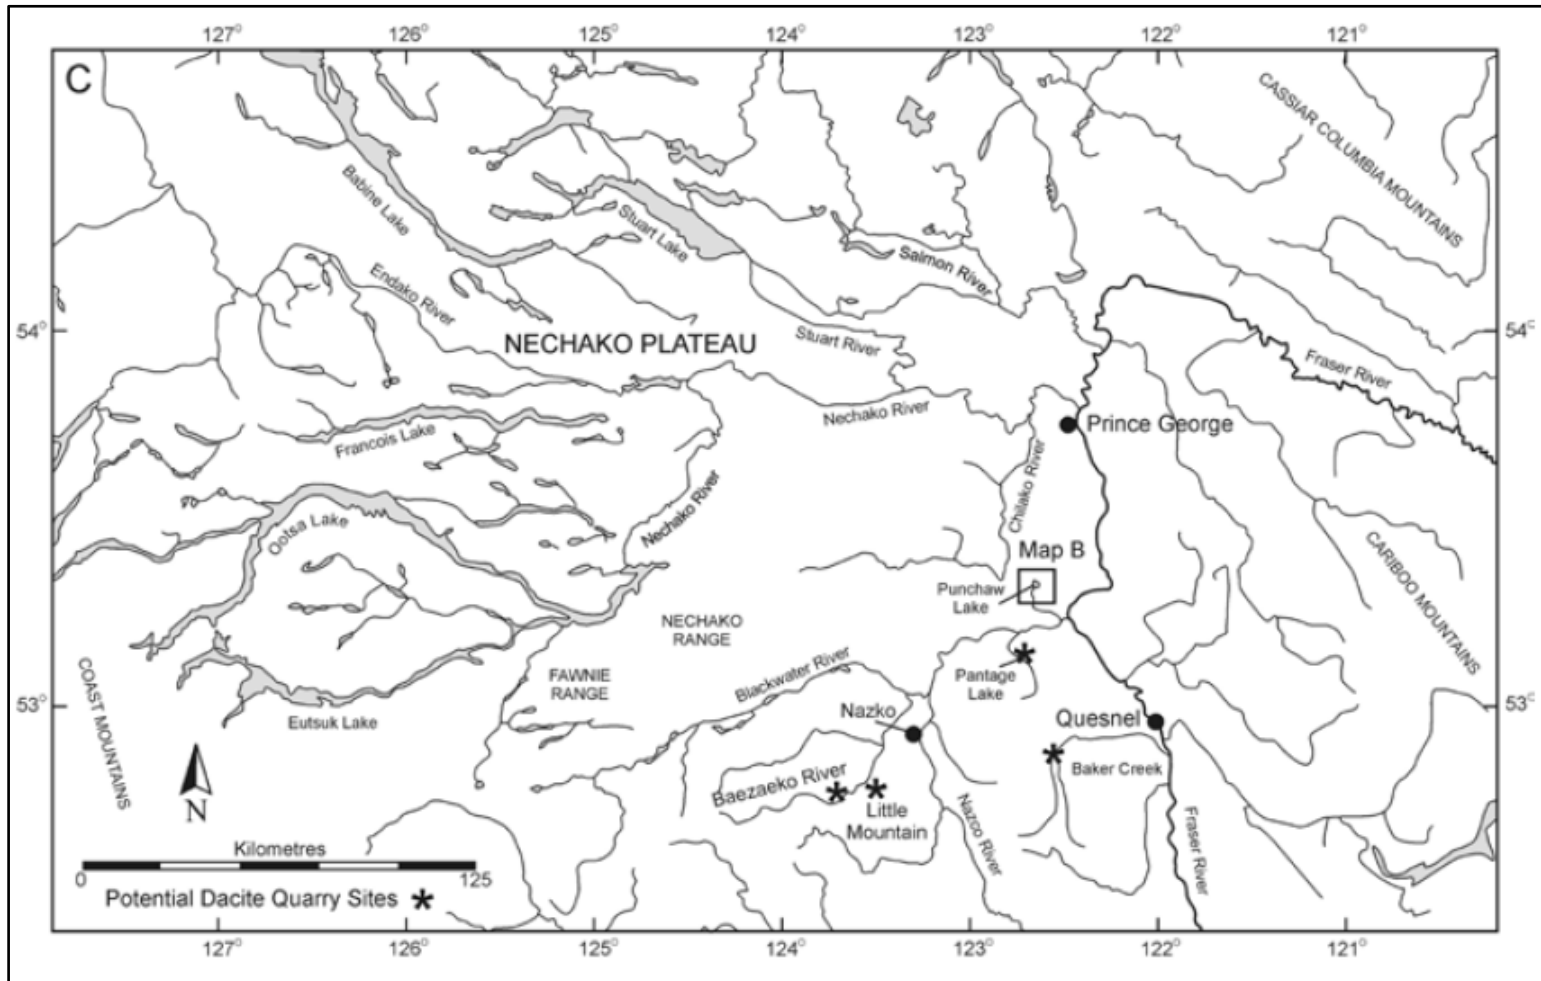 127° 126° 125° 124° 123° 122° 121°
C
CASSIAR COLUMBIA MOUNTAINS
Babine Lake
Stuart Lake
Salmon River
Endako River
54°
NECHAKO PLATEAU
Stuart River
54°
Fraser River
Nechako River
Francois Lake
Prince George
Chilako River
Nechako River
Ootsa Lake
Map B
CARIBOO MOUNTAINS
Punchaw
Lake
NECHAKO
RANGE
COAST MOUNTAINS
FAWNIE
RANGE
Blackwater River
Pantage
Lake
53°
Eutsuk Lake
Nazko
Quesnel
53°
Baezaeko River
Baker Creek
Little
Mountain
Nazco River
Fraser River
N
Kilometres
0 125
Potential Dacite Quarry Sites *
127° 126° 125° 124° 123° 122° 121°